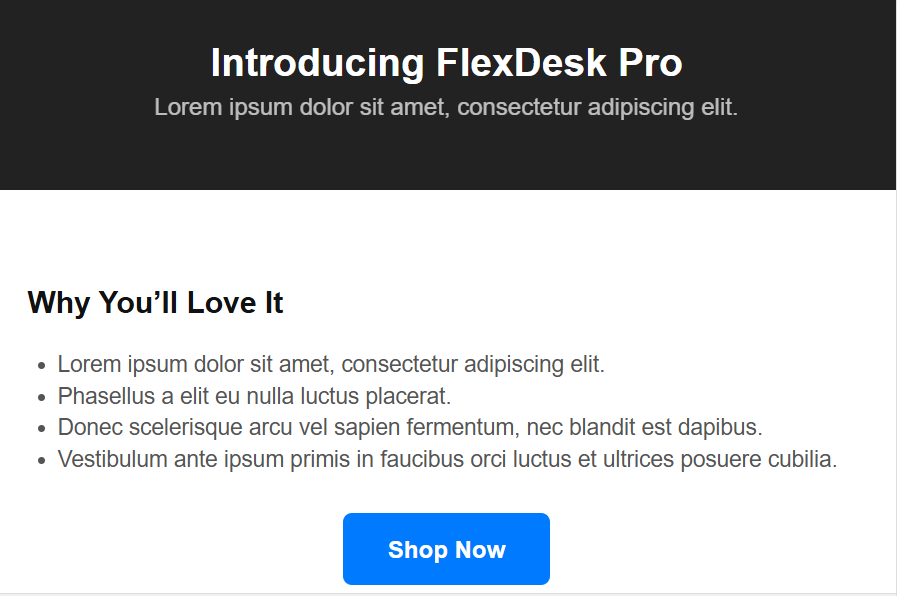 Introducing FlexDesk Pro
Lorem ipsum dolor sit amet, consectetur adipiscing elit.
Why You’ll Love It
• Lorem ipsum dolor sit amet, consectetur adipiscing elit.
• Phasellus a elit eu nulla luctus placerat.
• Donec scelerisque arcu vel sapien fermentum, nec blandit est dapibus.
• Vestibulum ante ipsum primis in faucibus orci luctus et ultrices posuere cubilia.
Shop Now